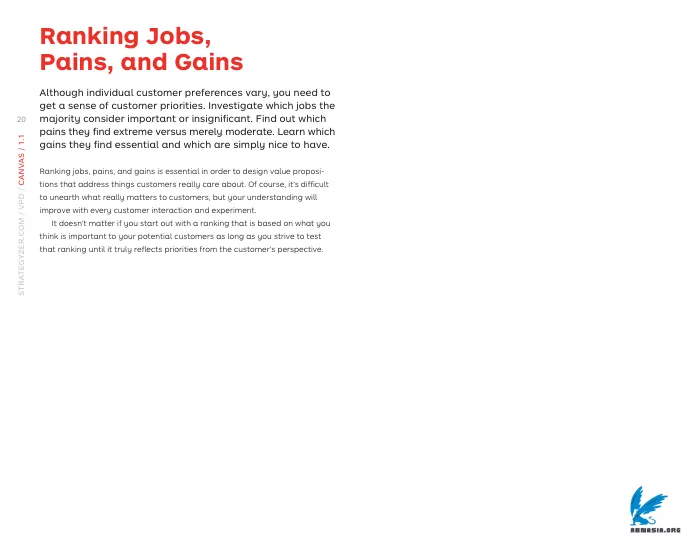 Ranking Jobs,
Pains, and Gains
Although individual customer preferences vary, you need to
get a sense of customer priorities. Investigate which jobs the
majority consider important or insignificant. Find out which
pains they find extreme versus merely moderate. Learn which
gains they find essential and which are simply nice to have.
Ranking jobs, pains, and gains is essential in order to design value proposi-
tions that address things customers really care about. Of course, it's difficult
to unearth what really matters to customers, but your understanding will
improve with every customer interaction and experiment.
It doesn't matter if you start out with a ranking that is based on what you
think is important to your potential customers as long as you strive to test
that ranking until it truly reflects priorities from the customer's perspective.
20
STRATEGYZER.COM / VPD / CANVAS / 1.1
ABNASIA.ORG